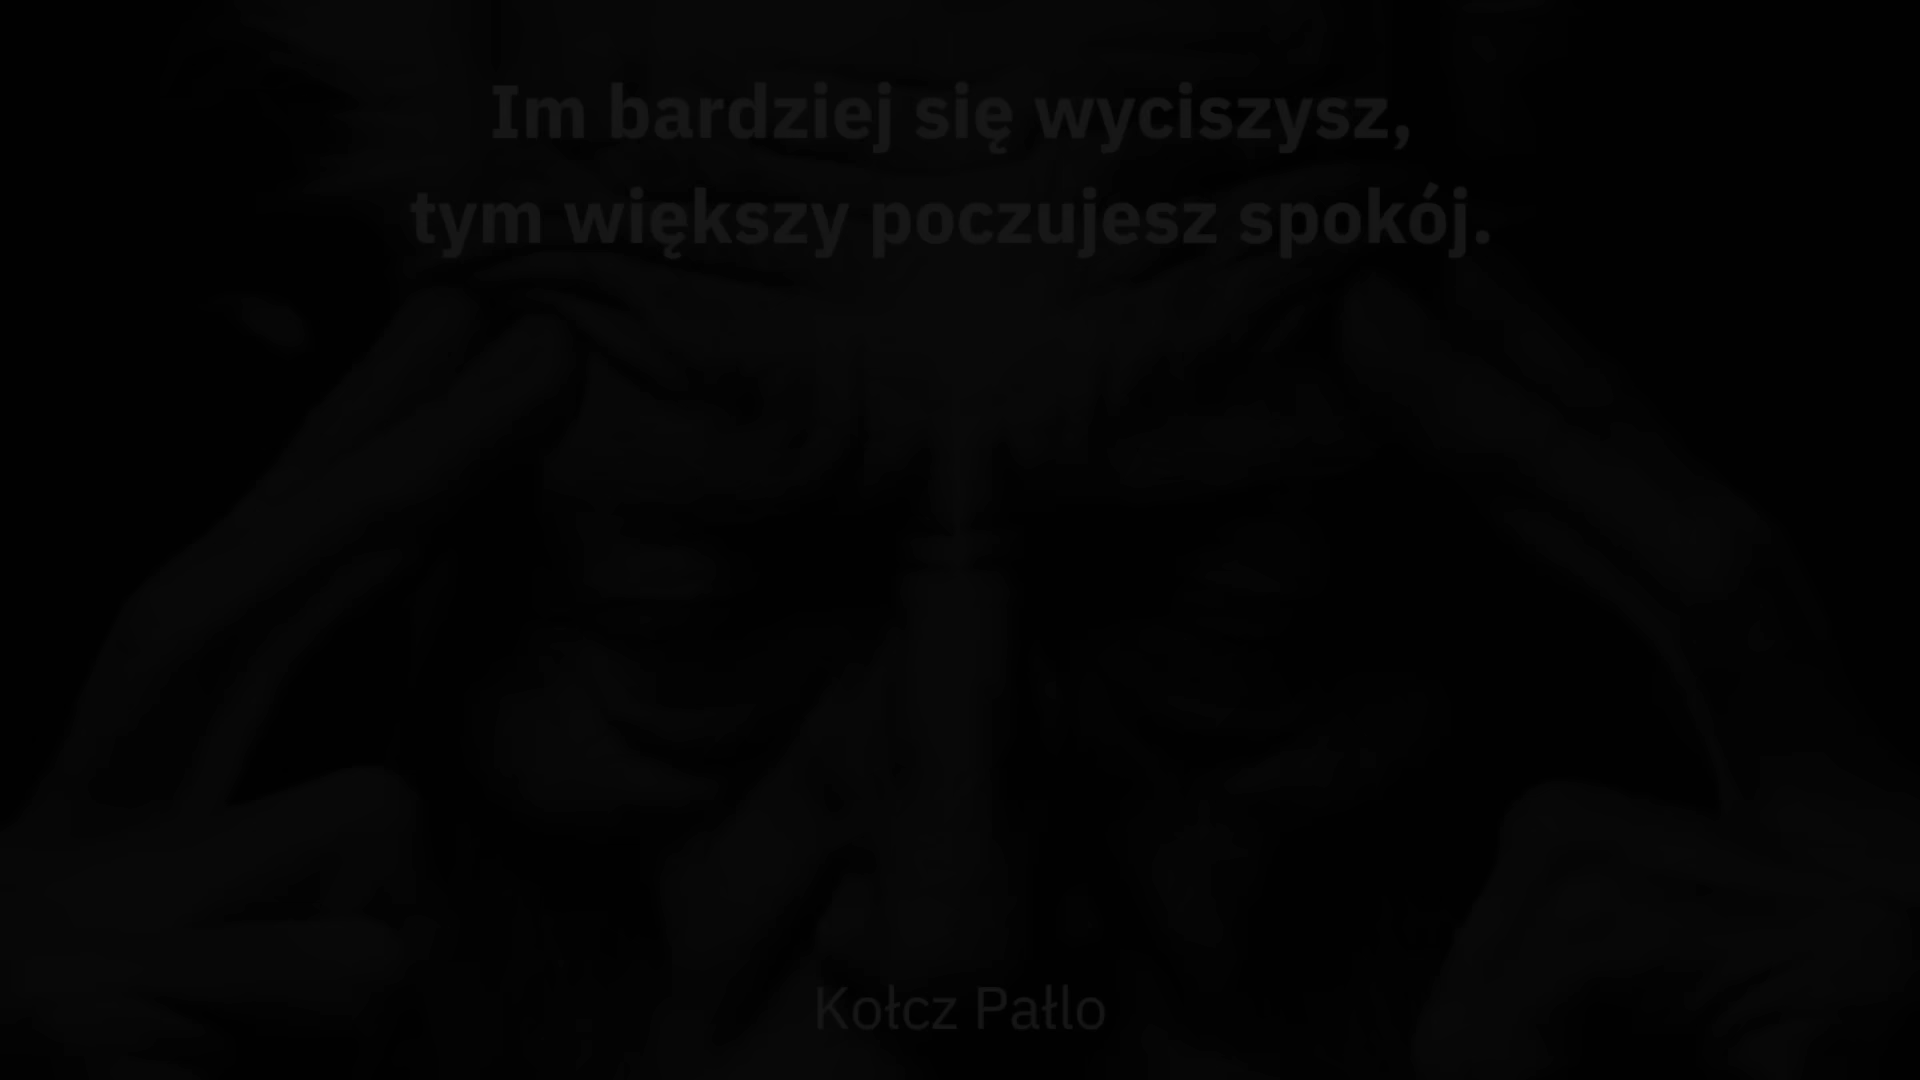 Im bardziej się wyciszysz,
tym większy poczujesz spokój.
Kołcz Pałlo